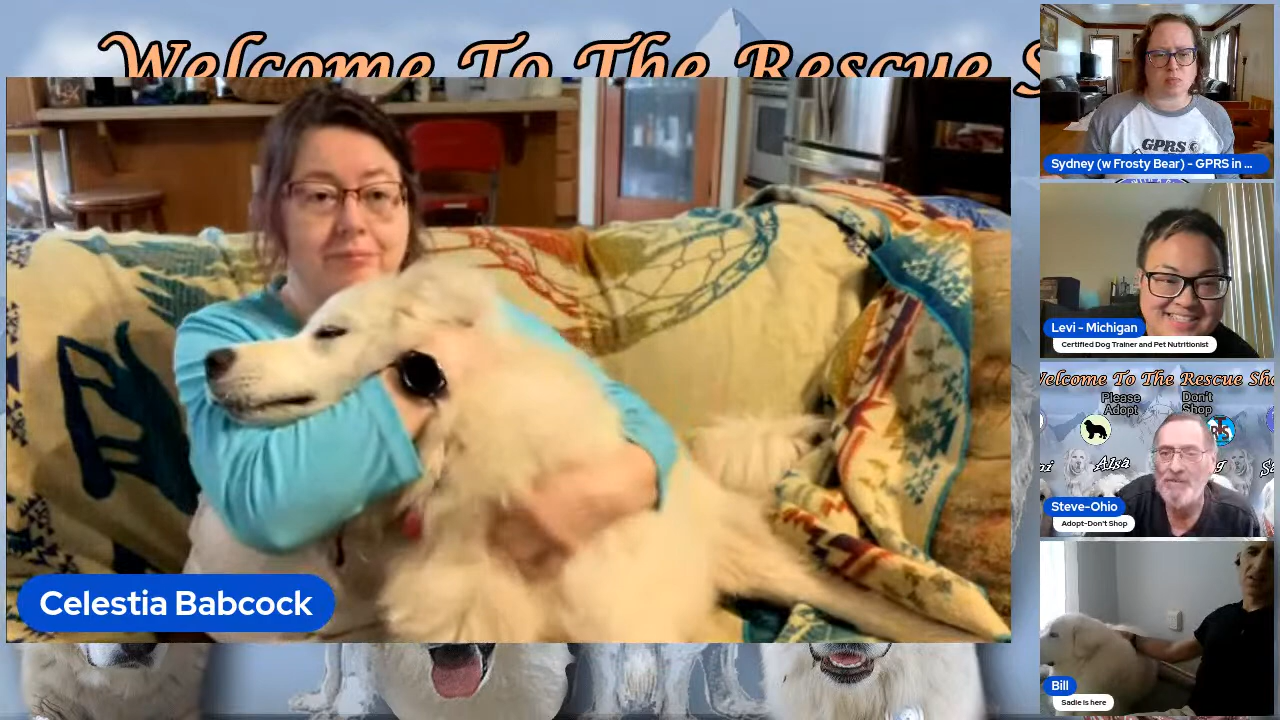 Welcome To The Rescue S
Celestia Babcock
GPRS
Sydney (w Frosty Bear) - GPRS in ...
Levi - Michigan
Certified Dog Trainer and Pet Nutritionist
Welcome To The Rescue Sho
Please
Adopt
Don't
Shop
Alsa
Steve-Ohio
Adopt-Don't Shop
Bill
Sadie is here